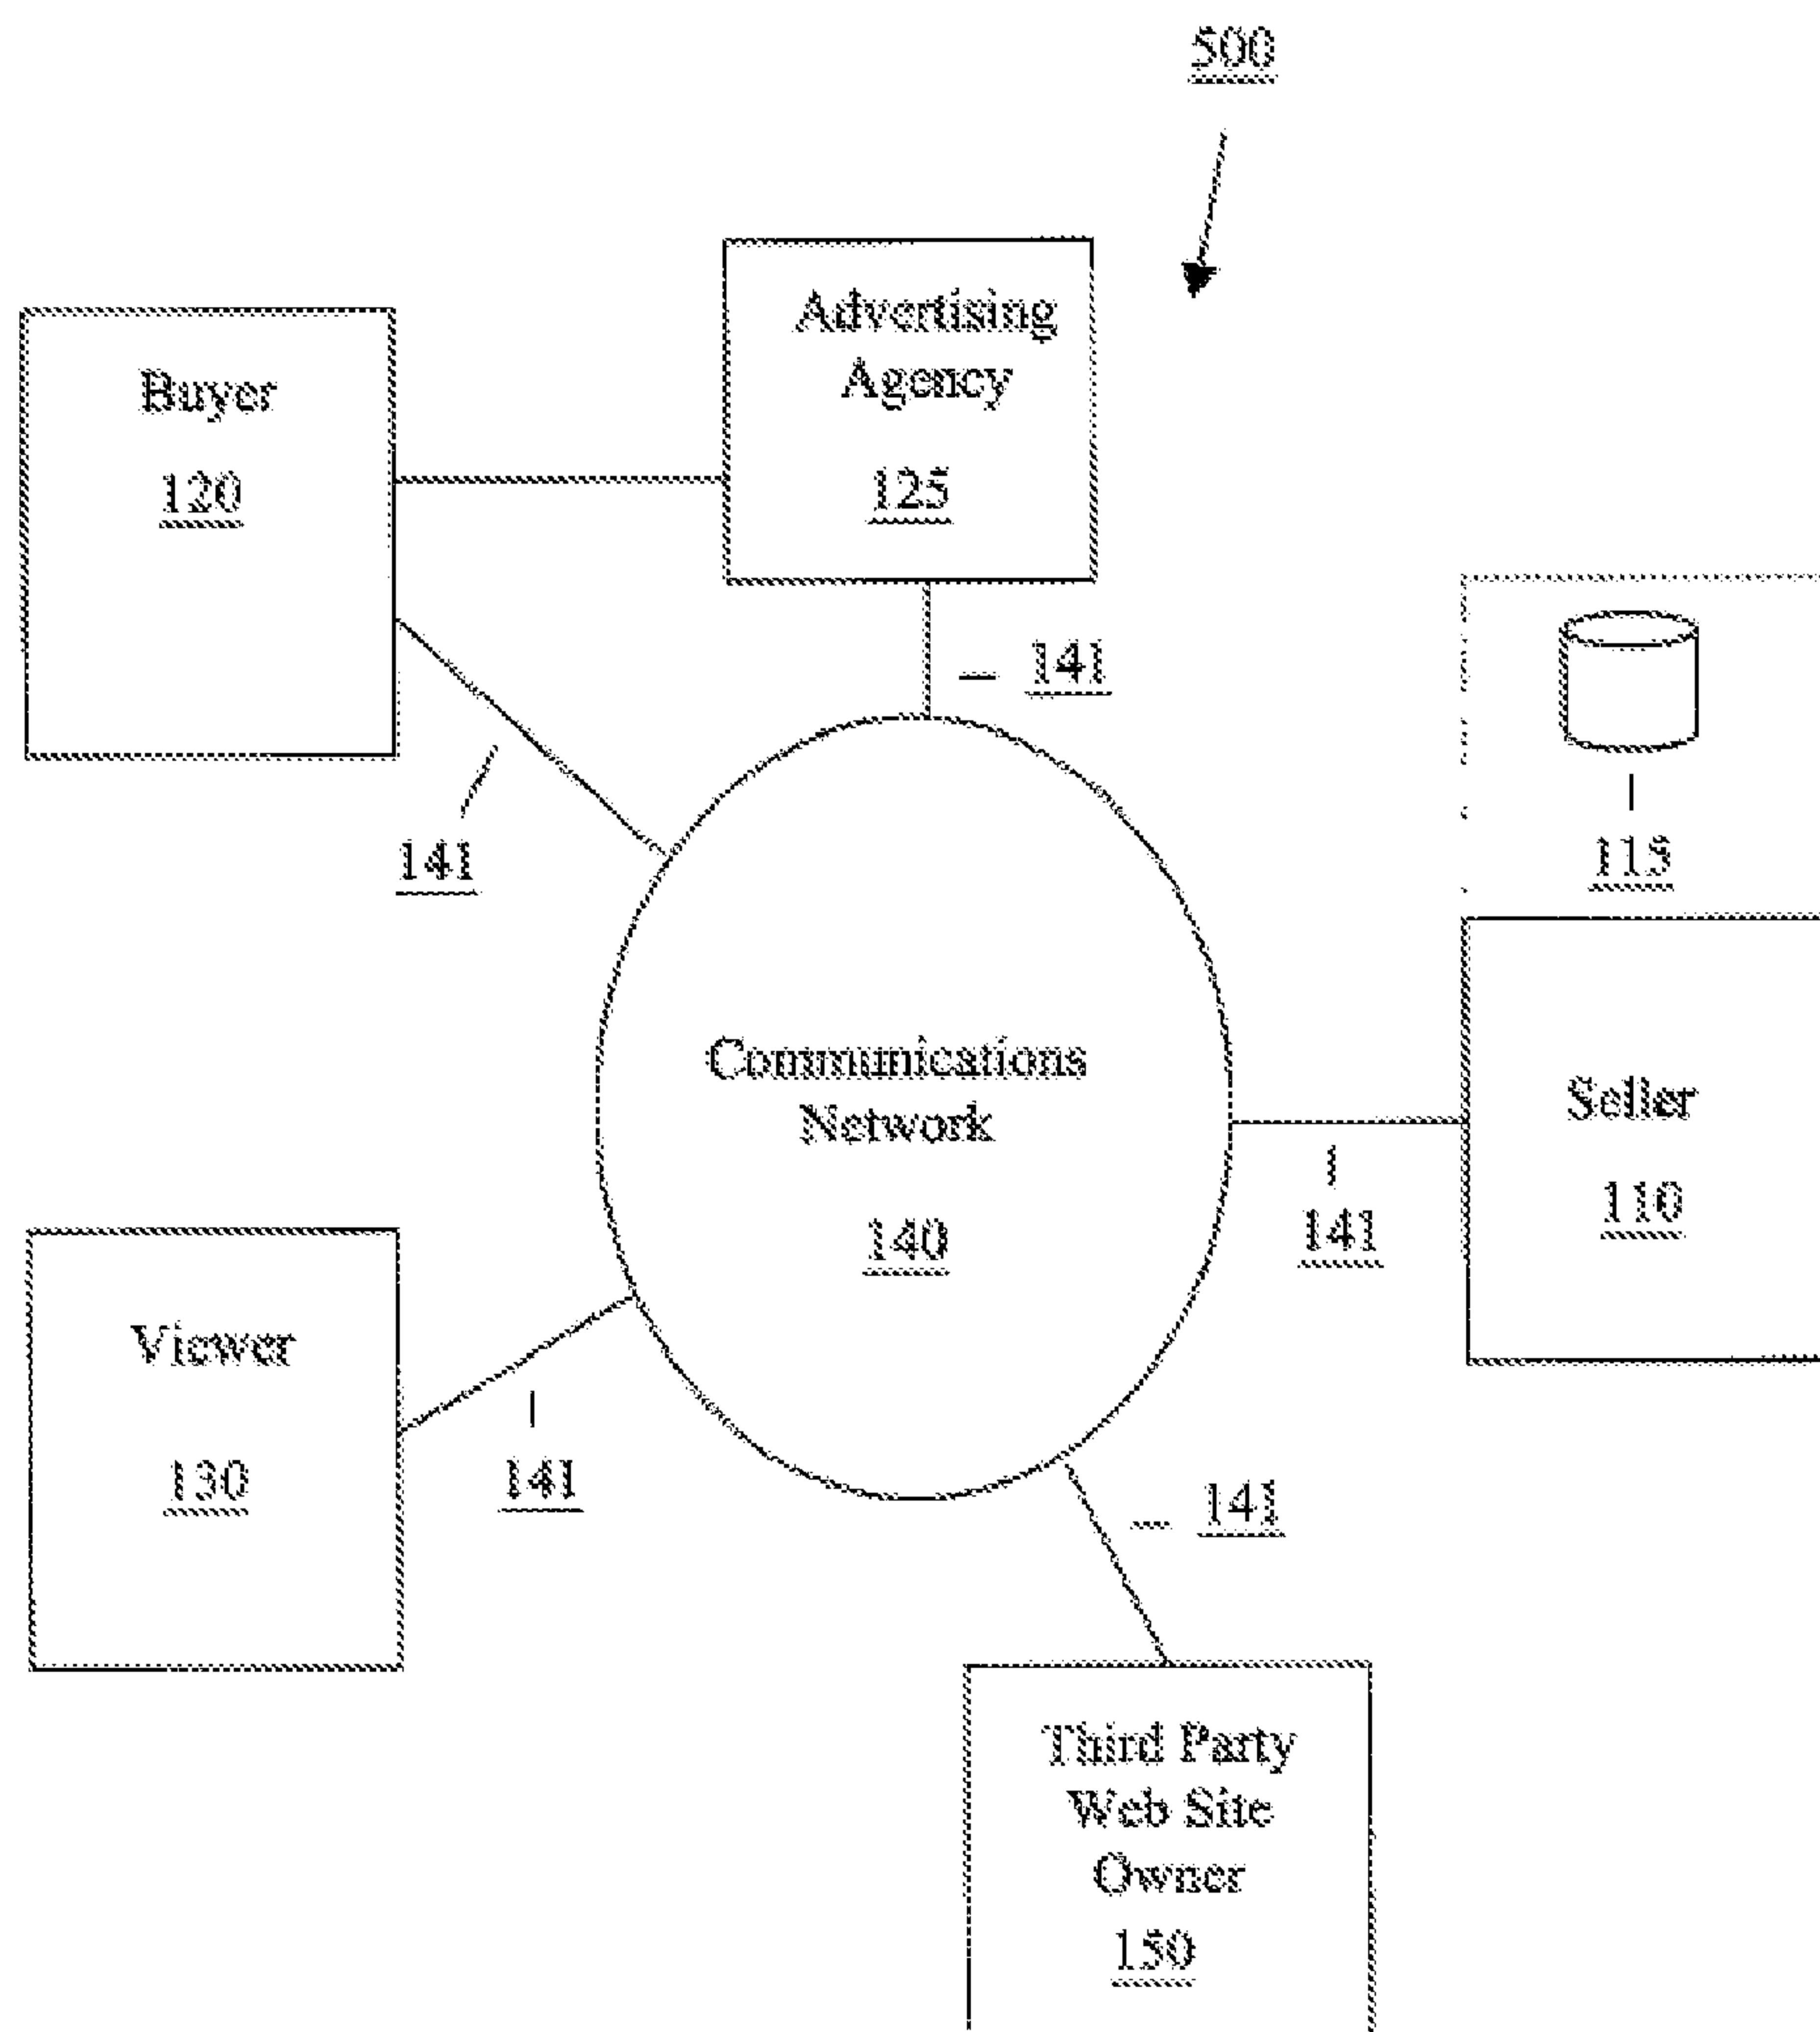 500
Advertising
Agency
125
Buyer
120
141
115
141
Communications
Network
140
Seller
110
141
Viewer
130
141
141
Third Party
Web Site
Owner
150